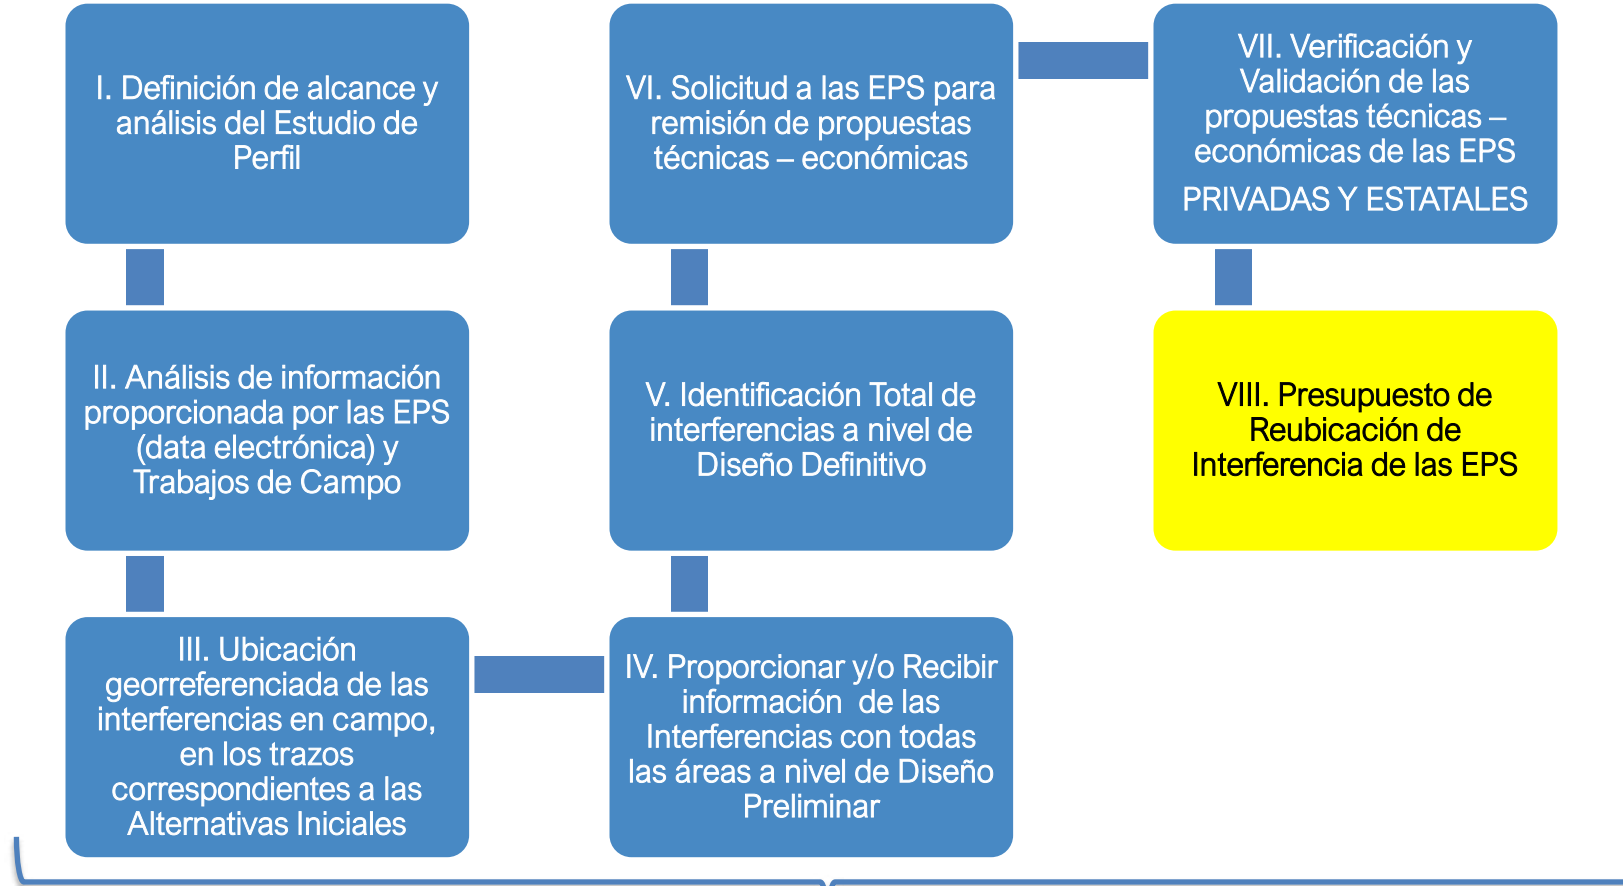 I. Definición de alcance y
análisis del Estudio de
Perfil
II. Análisis de información
proporcionada por las EPS
(data electrónica) y
Trabajos de Campo
III. Ubicación
georreferenciada de las
interferencias en campo,
en los trazos
correspondientes a las
Alternativas Iniciales
IV. Proporcionar y/o Recibir
información de las
Interferencias con todas
las áreas a nivel de Diseño
Preliminar
V. Identificación Total de
interferencias a nivel de
Diseño Definitivo
VI. Solicitud a las EPS para
remisión de propuestas
técnicas – económicas
VII. Verificación y
Validación de las
propuestas técnicas –
económicas de las EPS
PRIVADAS Y ESTATALES
VIII. Presupuesto de
Reubicación de
Interferencia de las EPS